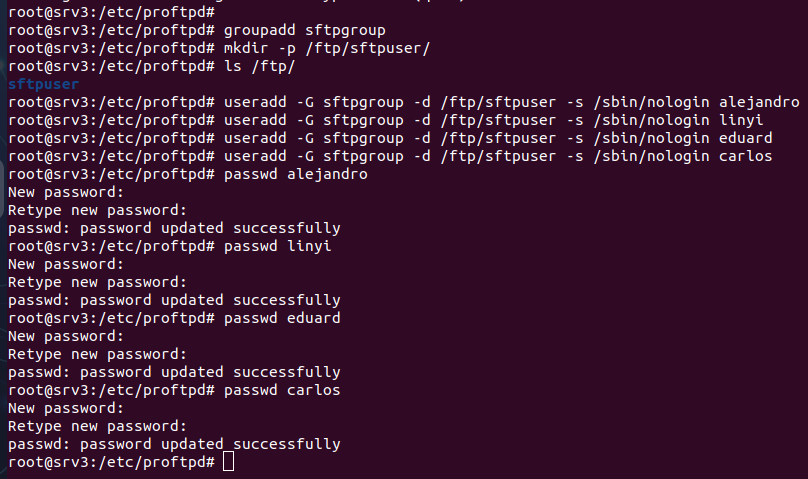 root@srv3:/etc/proftpd#
root@srv3:/etc/proftpd# groupadd sftpgroup
root@srv3:/etc/proftpd# mkdir -p /ftp/sftpuser/
root@srv3:/etc/proftpd# ls /ftp/
sftpuser
root@srv3:/etc/proftpd# useradd -G sftpgroup -d /ftp/sftpuser -s /sbin/nologin alejandro
root@srv3:/etc/proftpd# useradd -G sftpgroup -d /ftp/sftpuser -s /sbin/nologin linyi
root@srv3:/etc/proftpd# useradd -G sftpgroup -d /ftp/sftpuser -s /sbin/nologin eduard
root@srv3:/etc/proftpd# useradd -G sftpgroup -d /ftp/sftpuser -s /sbin/nologin carlos
root@srv3:/etc/proftpd# passwd alejandro
New password:
Retype new password:
passwd: password updated successfully
root@srv3:/etc/proftpd# passwd linyi
New password:
Retype new password:
passwd: password updated successfully
root@srv3:/etc/proftpd# passwd eduard
New password:
Retype new password:
passwd: password updated successfully
root@srv3:/etc/proftpd# passwd carlos
New password:
Retype new password:
passwd: password updated successfully
root@srv3:/etc/proftpd#